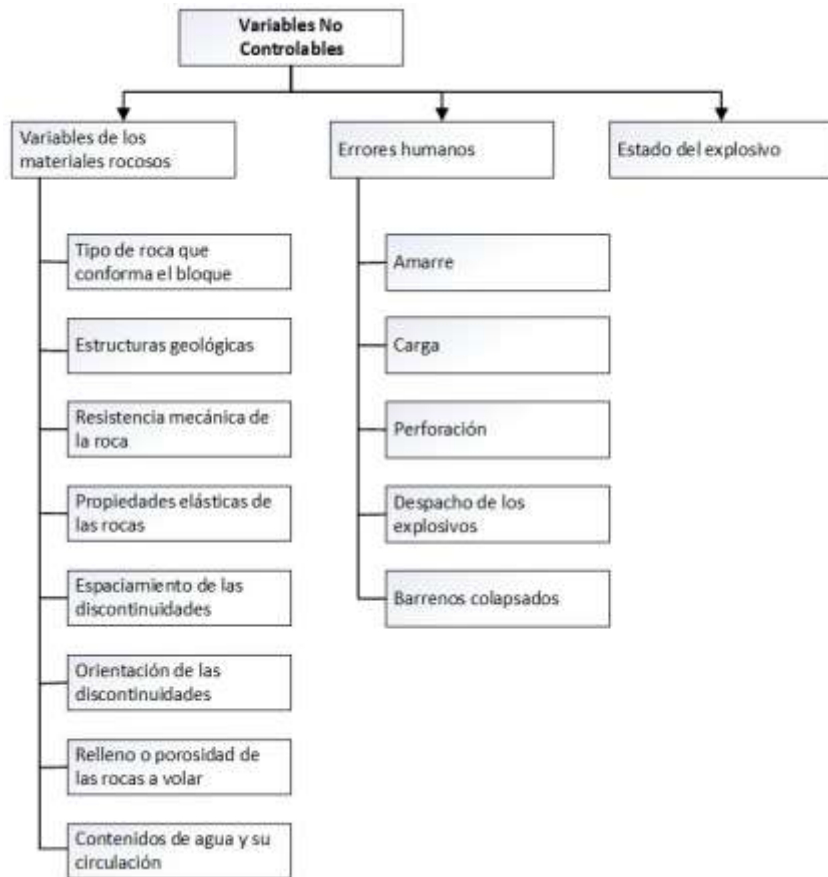 Variables No
Controlables
Variables de los
materiales rocosos
Errores humanos
Estado del explosivo
Tipo de roca que
conforma el bloque
Estructuras geológicas
Resistencia mecánica de
la roca
Propiedades elásticas de
las rocas
Espaciamiento de las
discontinuidades
Orientación de las
discontinuidades
Relleno o porosidad de
las rocas a volar
Contenidos de agua y su
circulación
Amarre
Carga
Perforación
Despacho de los
explosivos
Barrenos colapsados